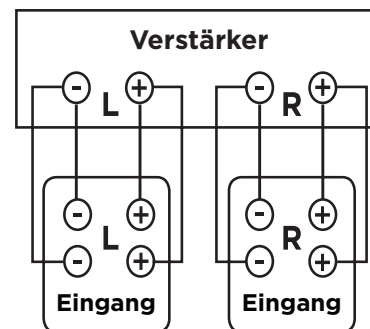 Verstärker
- L + - R +
- + - +
L R
- + - +
Eingang Eingang